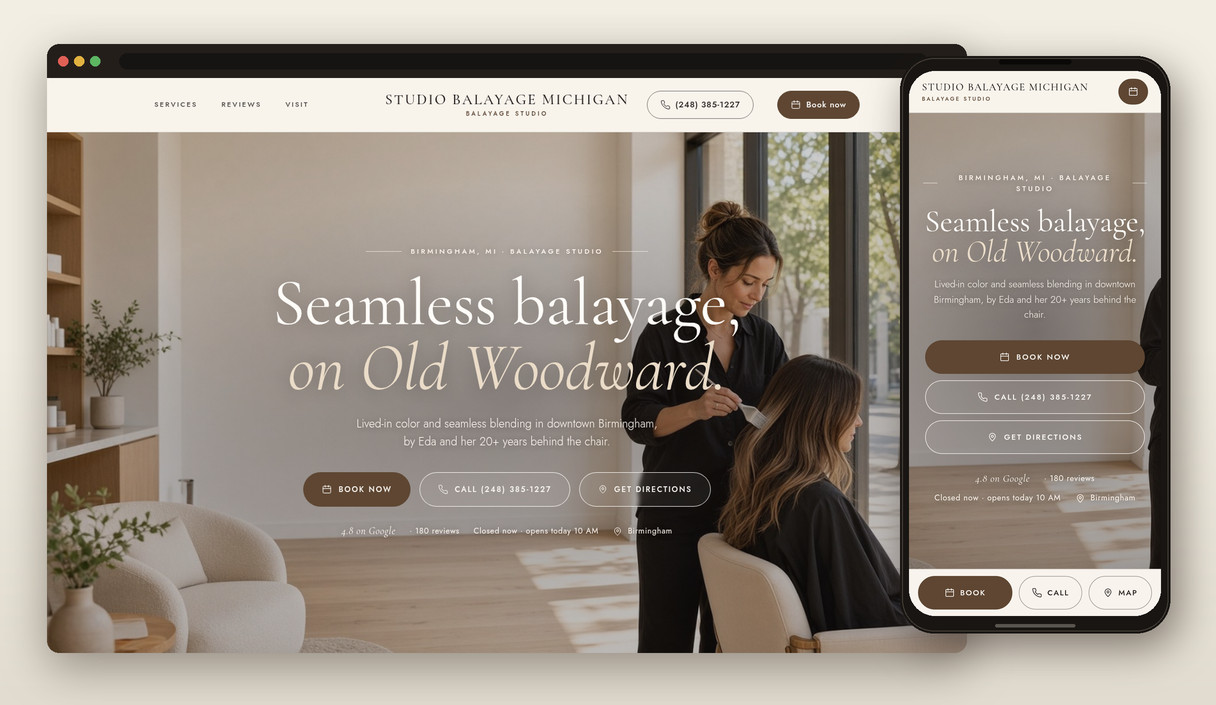 SERVICES REVIEWS VISIT
STUDIO BALAYAGE MICHIGAN
BALAYAGE STUDIO
(248) 385-1227
Book now
BIRMINGHAM, MI · BALAYAGE STUDIO
Seamless balayage,
on Old Woodward.
Lived-in color and seamless blending in downtown Birmingham,
by Eda and her 20+ years behind the chair.
BOOK NOW
CALL (248) 385-1227
GET DIRECTIONS
4.8 on Google · 180 reviews Closed now · opens today 10 AM Birmingham
STUDIO BALAYAGE MICHIGAN
BALAYAGE STUDIO
BIRMINGHAM, MI · BALAYAGE
STUDIO
Seamless balayage,
on Old Woodward.
Lived-in color and seamless blending in downtown
Birmingham, by Eda and her 20+ years behind the
chair.
BOOK NOW
CALL (248) 385-1227
GET DIRECTIONS
4.8 on Google · 180 reviews
Closed now · opens today 10 AM Birmingham
BOOK
CALL
MAP